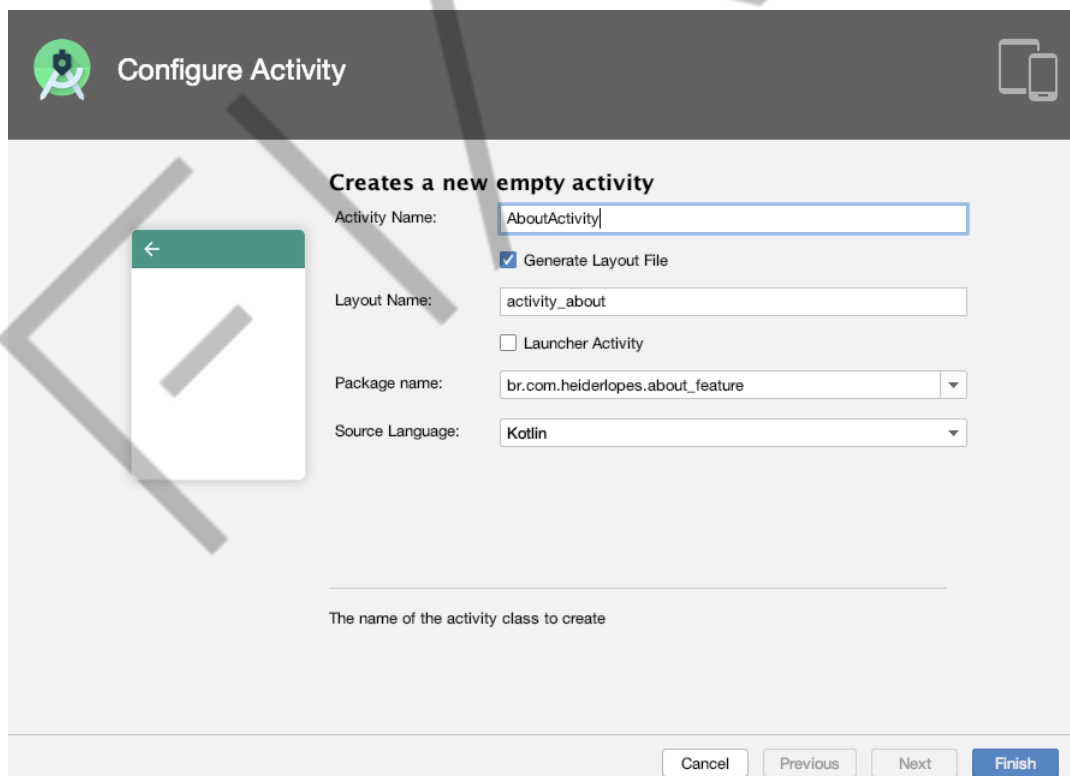 Configure Activity
Creates a new empty activity
Activity Name: AboutActivity
Generate Layout File
Layout Name: activity_about
Launcher Activity
Package name: br.com.heiderlopes.about_feature
Source Language: Kotlin
The name of the activity class to create
Cancel Previous Next Finish